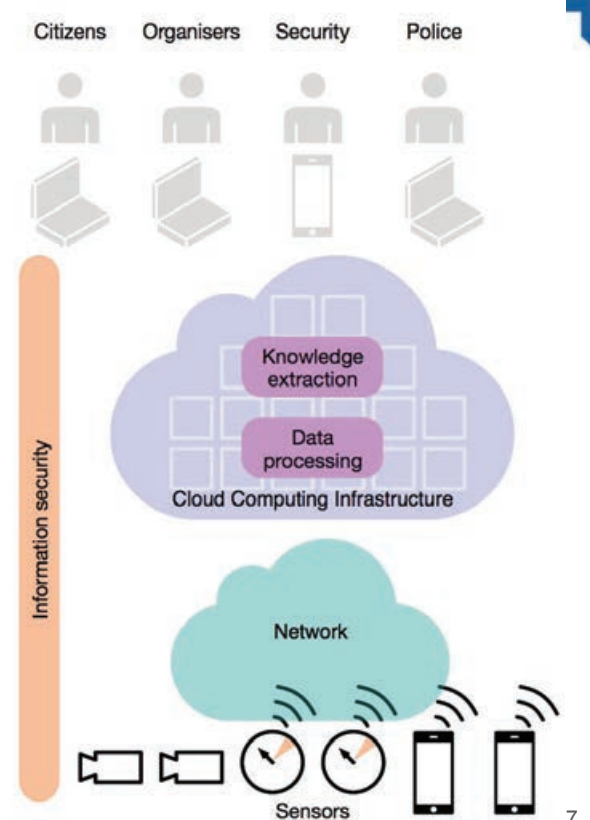 Citizens Organisers Security Police
Knowledge
extraction
Data
processing
Cloud Computing Infrastructure
Information security
Network
Sensors
7